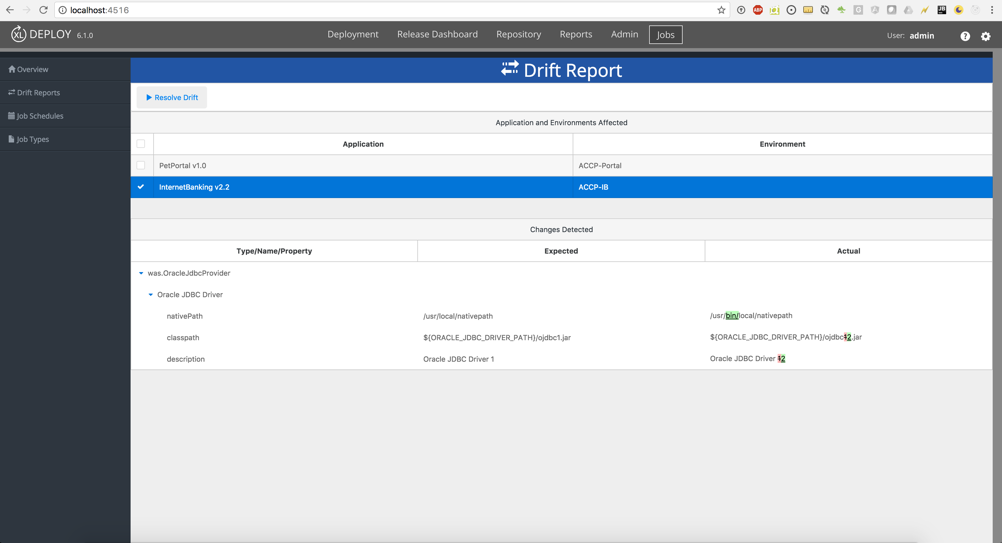 localhost:4516
XL DEPLOY 6.1.0
Deployment Release Dashboard Repository Reports Admin Jobs
User: admin
Overview
Drift Reports
Job Schedules
Job Types
Drift Report
Resolve Drift
Application and Environments Affected
Application Environment
PetPortal v1.0 ACCP-Portal
InternetBanking v2.2 ACCP-IB
Changes Detected
Type/Name/Property Expected Actual
was.OracleJdbcProvider
Oracle JDBC Driver
nativePath /usr/local/nativepath /usr/bin/local/nativepath
classpath ${ORACLE_JDBC_DRIVER_PATH}/ojdbc1.jar ${ORACLE_JDBC_DRIVER_PATH}/ojdbc12.jar
description Oracle JDBC Driver 1 Oracle JDBC Driver 12